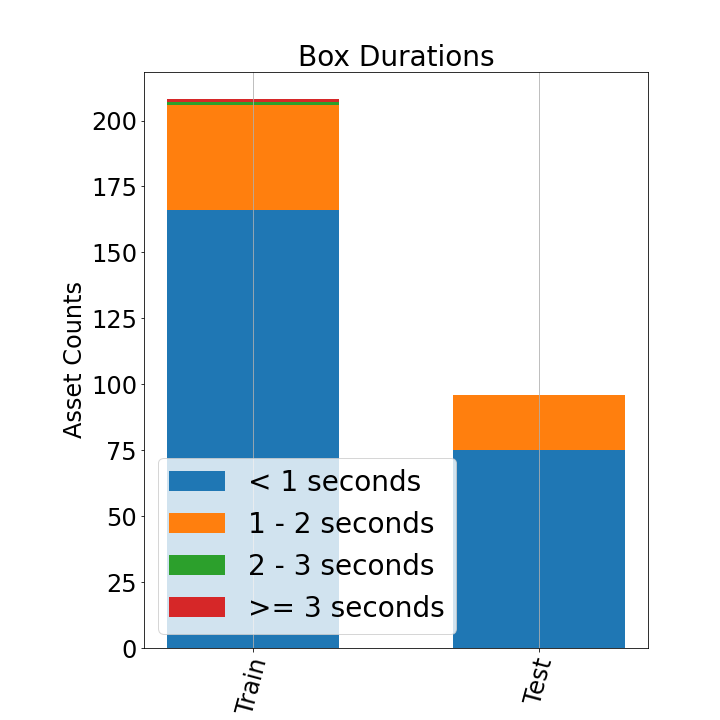 Box Durations
Asset Counts
200
175
150
125
100
75
50
25
0
< 1 seconds
1 - 2 seconds
2 - 3 seconds
>= 3 seconds
Train
Test